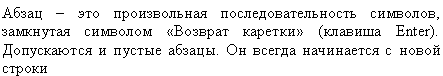 Абзац – это произвольная последовательность символов,
замкнутая символом «Возврат каретки» (клавиша Enter).
Допускаются и пустые абзацы. Он всегда начинается с новой
строки